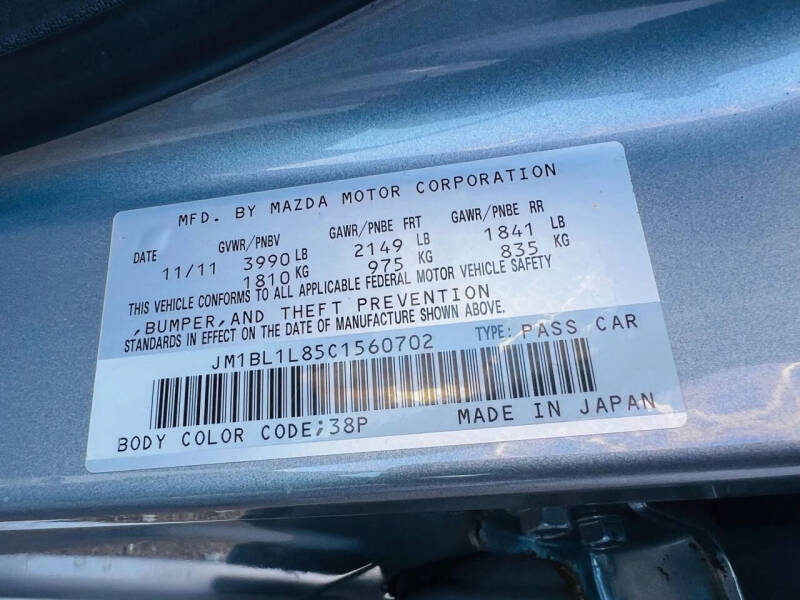 MFD. BY MAZDA MOTOR CORPORATION
DATE GVWR/PNBV GAWR/PNBE FRT GAWR/PNBE RR
11/11 3990 LB 2149 LB 1841 LB
1810 KG 975 KG 835 KG
THIS VEHICLE CONFORMS TO ALL APPLICABLE FEDERAL MOTOR VEHICLE SAFETY
,BUMPER,AND THEFT PREVENTION
STANDARDS IN EFFECT ON THE DATE OF MANUFACTURE SHOWN ABOVE.
JM1BL1L85C1560702 TYPE: PASS CAR
BODY COLOR CODE;38P MADE IN JAPAN